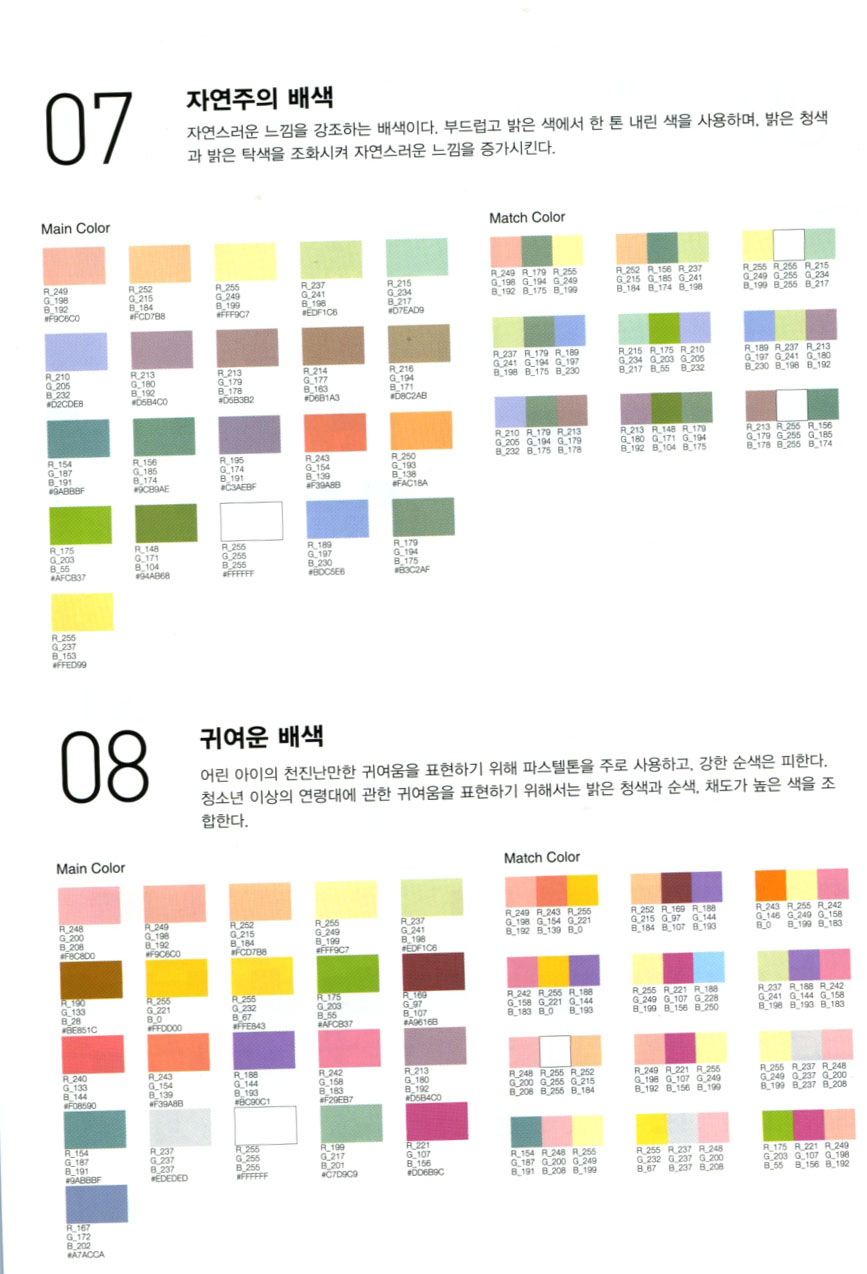 07
자연주의 배색
자연스러운 느낌을 강조하는 배색이다. 부드럽고 밝은 색에서 한 톤 내린 색을 사용하며, 밝은 청색
과 밝은 탁색을 조화시켜 자연스러운 느낌을 증가시킨다.
Main Color
R_249 R_252 R_255 R_237 R_215
G_198 G_215 G_249 G_241 G_234
B_192 B_184 B_199 B_198 B_217
#F9C6C0 #FCD7B8 #FFF9C7 #EDF1C6 #D7EAD9
R_210 R_213 R_213 R_214 R_216
G_205 G_180 G_179 G_177 G_194
B_232 B_192 B_178 B_163 B_171
#D2CDE8 #D5B4C0 #D5B3B2 #D6B1A3 #D8C2AB
R_154 R_156 R_195 R_243 R_250
G_187 G_185 G_174 G_154 G_193
B_191 B_174 B_191 B_139 B_138
#9ABBBF #9CB9AE #C3AEBF #F39A8B #FAC18A
R_175 R_148 R_255 R_189 R_179
G_203 G_171 G_255 G_197 G_194
B_55 B_104 B_255 B_230 B_175
#AFCB37 #94AB68 #FFFFFF #BDC5E6 #B3C2AF
R_255
G_237
B_153
#FFED99
Match Color
R_249 R_179 R_255 R_252 R_156 R_237 R_255 R_255 R_215
G_198 G_194 G_249 G_215 G_185 G_241 G_249 G_255 G_234
B_192 B_175 B_199 B_184 B_174 B_198 B_199 B_255 B_217
R_237 R_179 R_189 R_215 R_175 R_210 R_189 R_237 R_213
G_241 G_194 G_197 G_234 G_203 G_205 G_197 G_241 G_180
B_198 B_175 B_230 B_217 B_55 B_232 B_230 B_198 B_192
R_210 R_179 R_213 R_213 R_148 R_179 R_213 R_255 R_156
G_205 G_194 G_179 G_180 G_171 G_194 G_179 G_255 G_185
B_232 B_175 B_178 B_192 B_104 B_175 B_178 B_255 B_174
08
귀여운 배색
어린 아이의 천진난만한 귀여움을 표현하기 위해 파스텔톤을 주로 사용하고, 강한 순색은 피한다.
청소년 이상의 연령대에 관한 귀여움을 표현하기 위해서는 밝은 청색과 순색, 채도가 높은 색을 조
합한다.
Main Color
R_248 R_249 R_252 R_255 R_237
G_200 G_198 G_215 G_249 G_241
B_208 B_192 B_184 B_199 B_198
#F8C8D0 #F9C6C0 #FCD7B8 #FFF9C7 #EDF1C6
R_190 R_255 R_255 R_175 R_169
G_133 G_221 G_232 G_203 G_97
B_28 B_0 B_67 B_55 B_107
#BE851C #FFDD00 #FFE843 #AFCB37 #A9616B
R_240 R_243 R_188 R_242 R_213
G_133 G_154 G_144 G_158 G_180
B_144 B_139 B_193 B_183 B_192
#F08590 #F39A8B #BC90C1 #F29EB7 #D5B4C0
R_154 R_237 R_255 R_199 R_221
G_187 G_237 G_255 G_217 G_107
B_191 B_237 B_255 B_201 B_156
#9ABBBF #EDEDED #FFFFFF #C7D9C9 #DD6B9C
R_167
G_172
B_202
#A7ACCA
Match Color
R_249 R_243 R_255 R_252 R_169 R_188 R_243 R_255 R_242
G_198 G_154 G_221 G_215 G_97 G_144 G_146 G_249 G_158
B_192 B_139 B_0 B_184 B_107 B_193 B_0 B_199 B_183
R_242 R_255 R_188 R_255 R_221 R_188 R_237 R_188 R_242
G_158 G_221 G_144 G_249 G_107 G_228 G_241 G_144 G_158
B_183 B_0 B_193 B_199 B_156 B_250 B_198 B_193 B_183
R_248 R_255 R_252 R_249 R_221 R_255 R_255 R_237 R_248
G_200 G_255 G_215 G_198 G_107 G_249 G_249 G_237 G_200
B_208 B_255 B_184 B_192 B_156 B_199 B_199 B_237 B_208
R_154 R_248 R_255 R_255 R_237 R_248 R_175 R_221 R_249
G_187 G_200 G_249 G_232 G_237 G_200 G_203 G_107 G_198
B_191 B_208 B_199 B_67 B_237 B_208 B_55 B_156 B_192